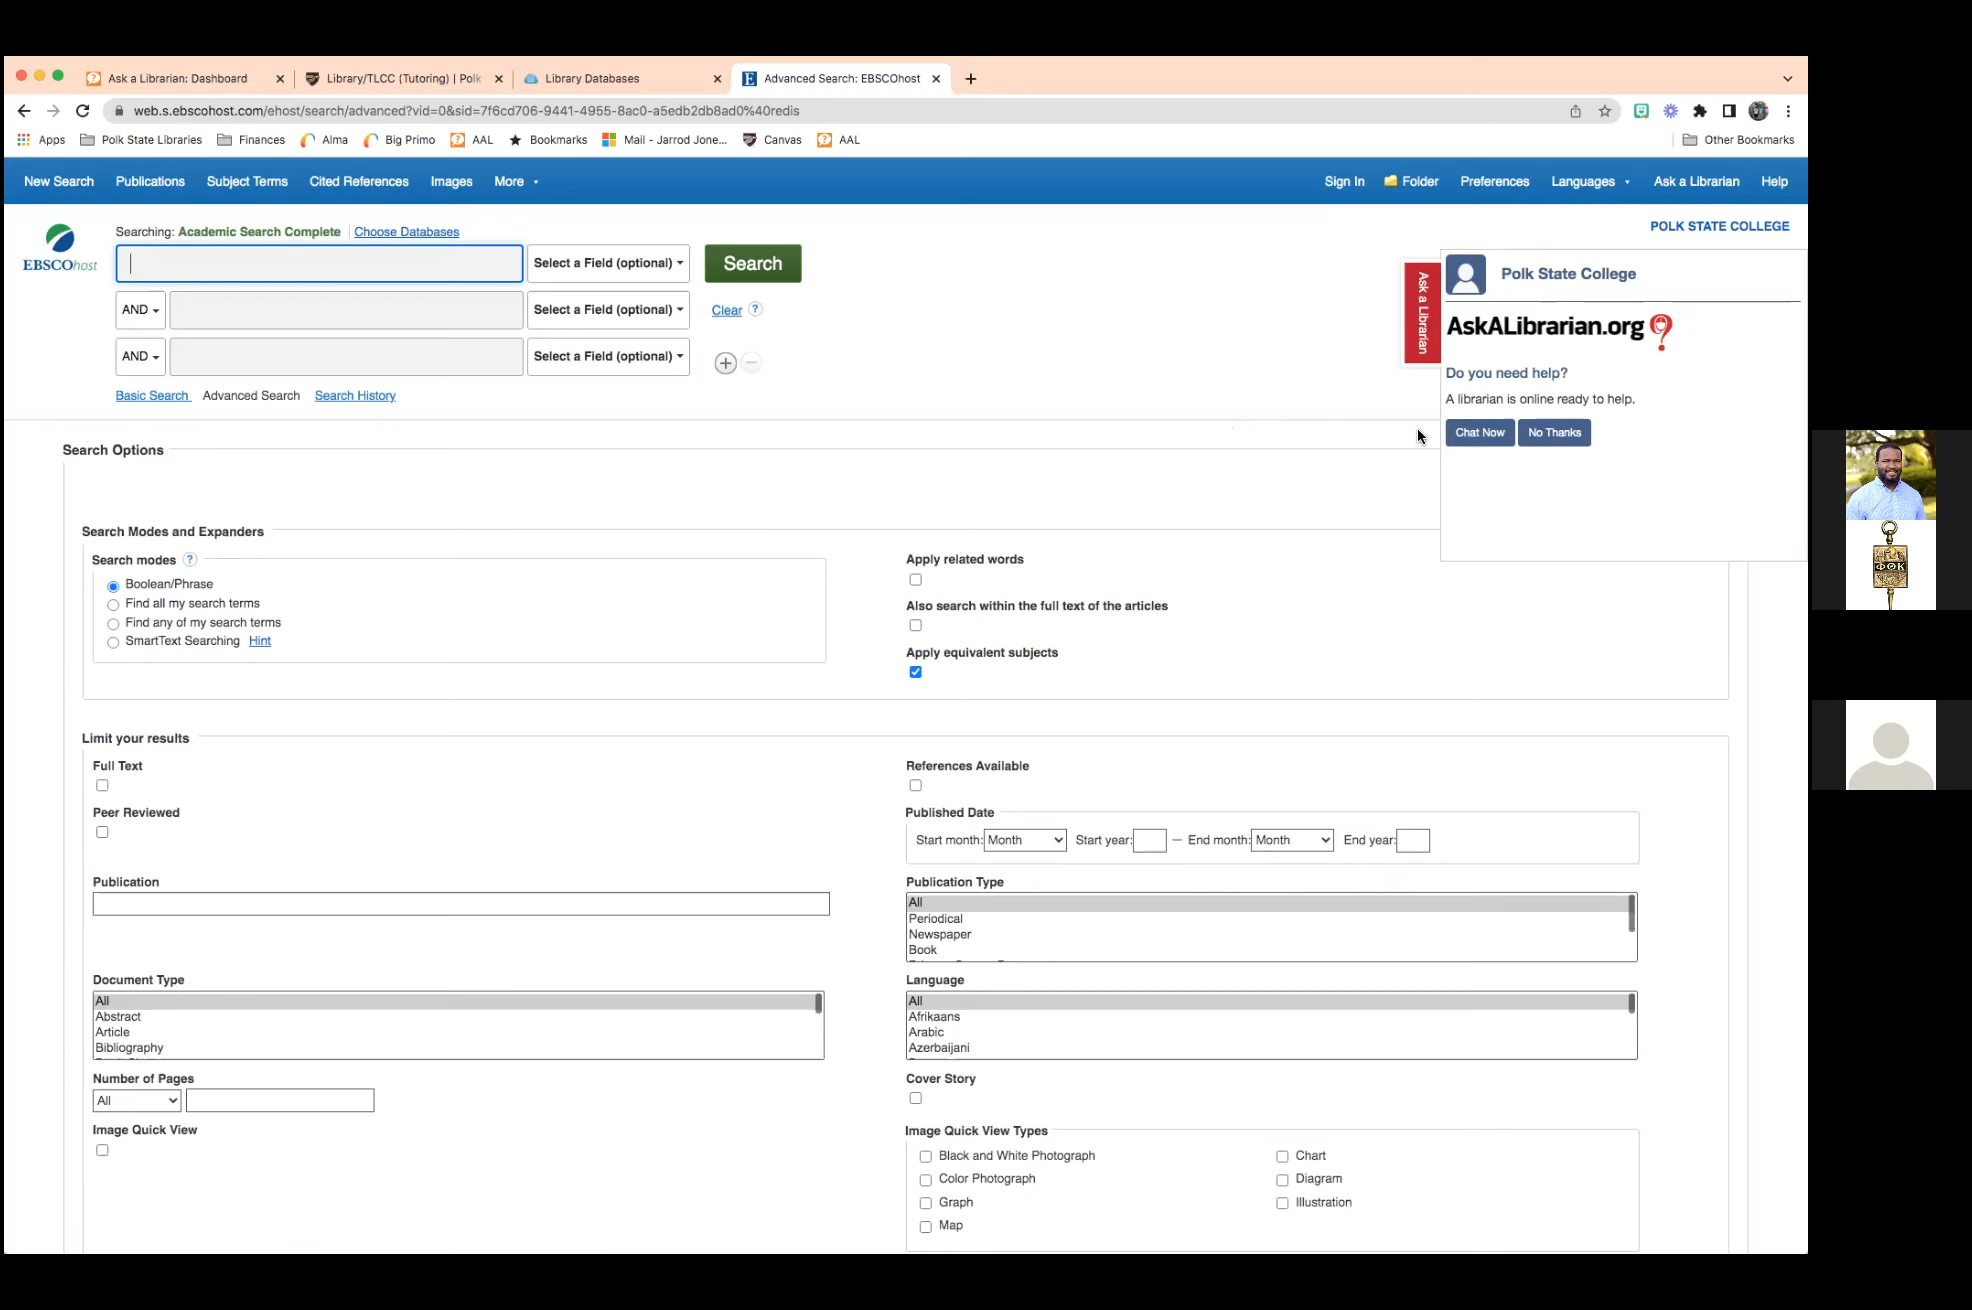 Ask a Librarian: Dashboard
Library/TLCC (Tutoring) | Polk
Library Databases
Advanced Search: EBSCOhost
web.s.ebscohost.com/ehost/search/advanced?vid=0&sid=7f6cd706-9441-4955-8ac0-a5edb2db8ad0%40redis
Apps Polk State Libraries Finances Alma Big Primo AAL Bookmarks Mail - Jarrod Jone... Canvas AAL Other Bookmarks
New Search Publications Subject Terms Cited References Images More Sign In Folder Preferences Languages Ask a Librarian Help
EBSCOhost
Searching: Academic Search Complete Choose Databases
POLK STATE COLLEGE
Select a Field (optional) Search
AND Select a Field (optional) Clear ?
AND Select a Field (optional)
Basic Search Advanced Search Search History
Ask a Librarian
Polk State College
AskALibrarian.org
Do you need help?
A librarian is online ready to help.
Chat Now No Thanks
Search Options
Search Modes and Expanders
Search modes ?
Boolean/Phrase
Find all my search terms
Find any of my search terms
SmartText Searching Hint
Apply related words
Also search within the full text of the articles
Apply equivalent subjects
Limit your results
Full Text
References Available
Peer Reviewed
Published Date
Start month: Month Start year: – End month: Month End year:
Publication
Publication Type
All
Periodical
Newspaper
Book
Document Type
All
Abstract
Article
Bibliography
Language
All
Afrikaans
Arabic
Azerbaijani
Number of Pages
All
Cover Story
Image Quick View
Image Quick View Types
Black and White Photograph
Color Photograph
Graph
Map
Chart
Diagram
Illustration
ΦΘΚ